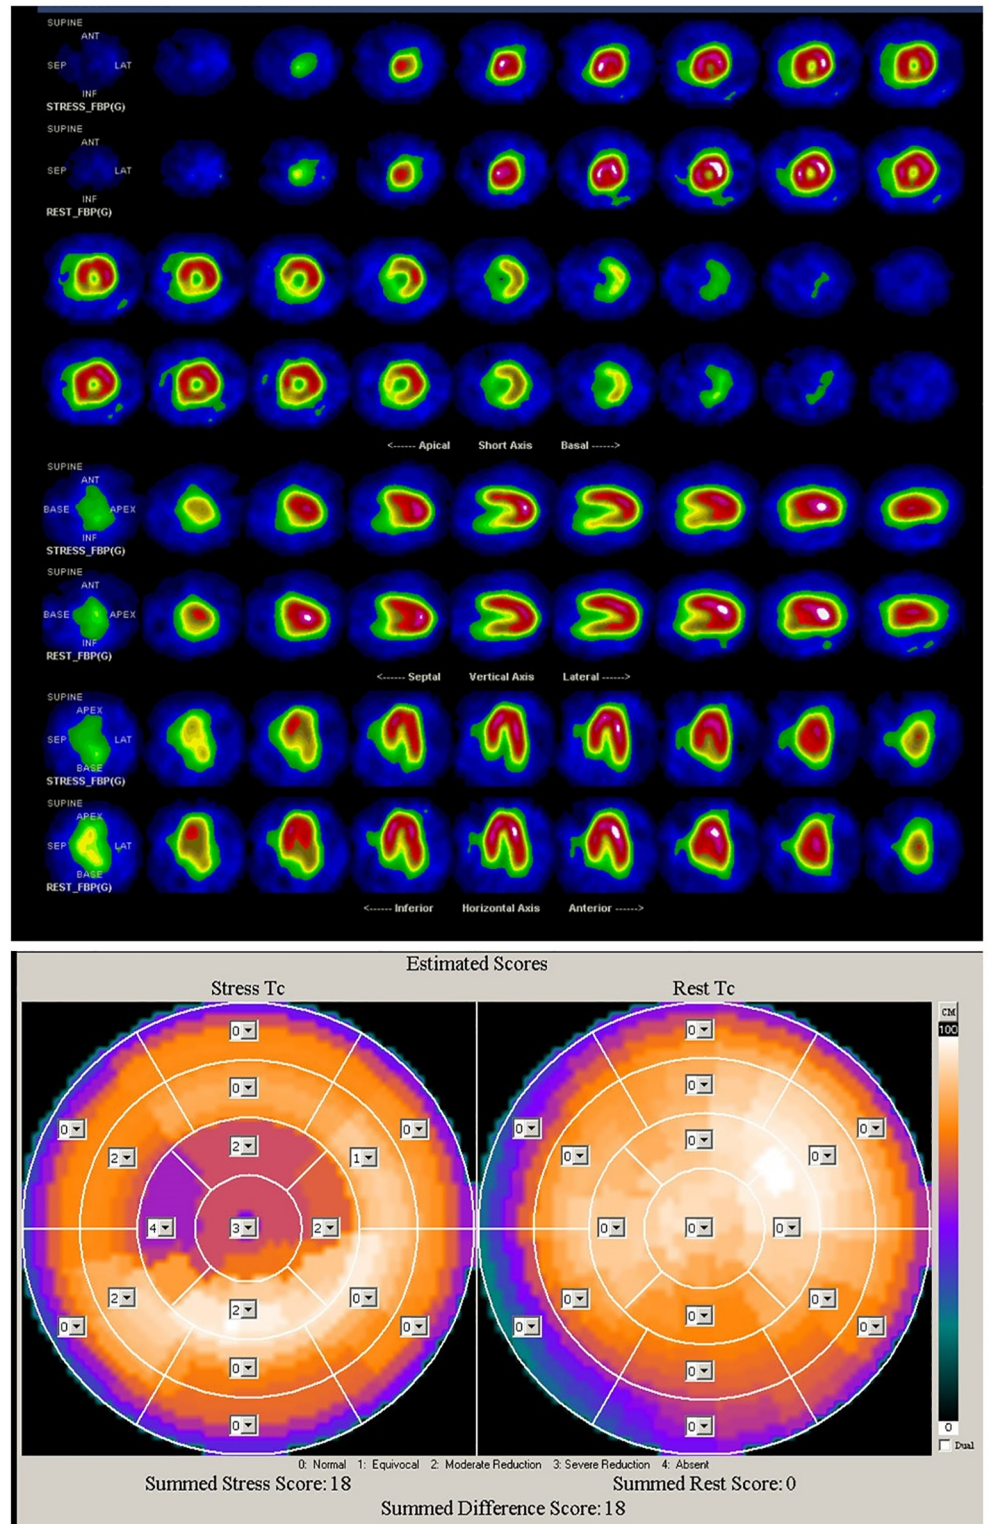 SUPINE
ANT
SEP LAT
INF
STRESS_FBP(G)
SUPINE
ANT
SEP LAT
INF
REST_FBP(G)
<------ Apical Short Axis Basal ------>
SUPINE
ANT
BASE APEX
INF
STRESS_FBP(G)
SUPINE
ANT
BASE APEX
INF
REST_FBP(G)
<------ Septal Vertical Axis Lateral ------>
SUPINE
APEX
SEP LAT
BASE
STRESS_FBP(G)
SUPINE
APEX
SEP LAT
BASE
REST_FBP(G)
<------ Inferior Horizontal Axis Anterior ------>
Estimated Scores
Stress Tc Rest Tc
CM
100
0 0
0 0
0 0 0 0
2 1 0 0
2 0
4 3 2 0 0 0
2 0 0 0
2 0
0 0 0 0
0 0
0 0
0
Dual
0: Normal 1: Equivocal 2: Moderate Reduction 3: Severe Reduction 4: Absent
Summed Stress Score: 18 Summed Rest Score: 0
Summed Difference Score: 18